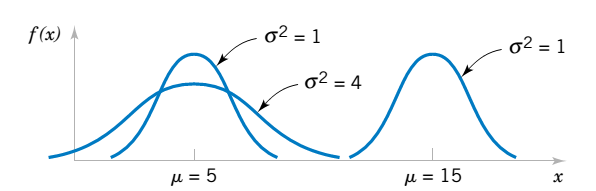 f(x)
σ² = 1
σ² = 4
σ² = 1
μ = 5
μ = 15
x